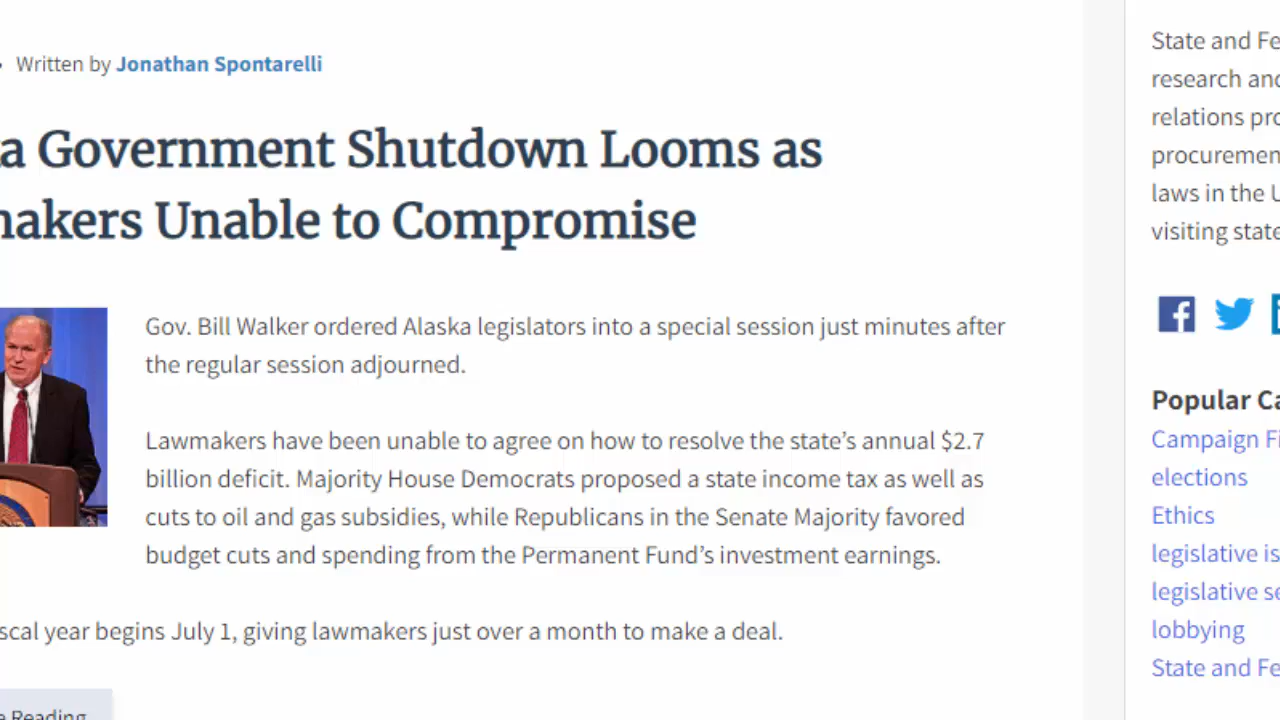 Written by Jonathan Spontarelli
a Government Shutdown Looms as
makers Unable to Compromise
Gov. Bill Walker ordered Alaska legislators into a special session just minutes after
the regular session adjourned.
Lawmakers have been unable to agree on how to resolve the state’s annual $2.7
billion deficit. Majority House Democrats proposed a state income tax as well as
cuts to oil and gas subsidies, while Republicans in the Senate Majority favored
budget cuts and spending from the Permanent Fund’s investment earnings.
scal year begins July 1, giving lawmakers just over a month to make a deal.
e Reading
State and Fe
research and
relations pro
procuremen
laws in the U
visiting state
Popular Ca
Campaign Fi
elections
Ethics
legislative is
legislative se
lobbying
State and Fe